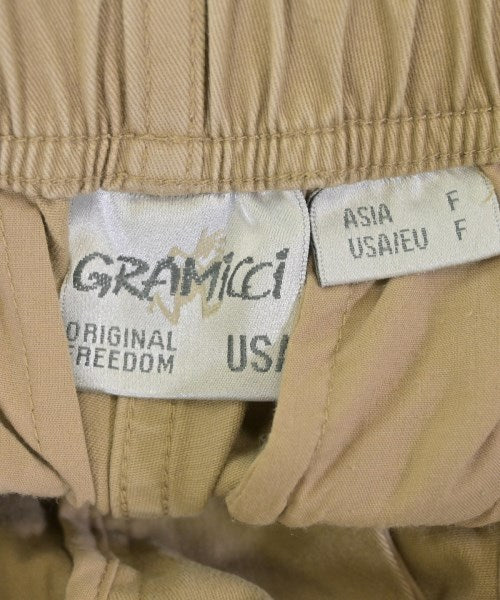 GRAMiCCi
ORIGINAL
FREEDOM
USA
ASIA F
USA/EU F